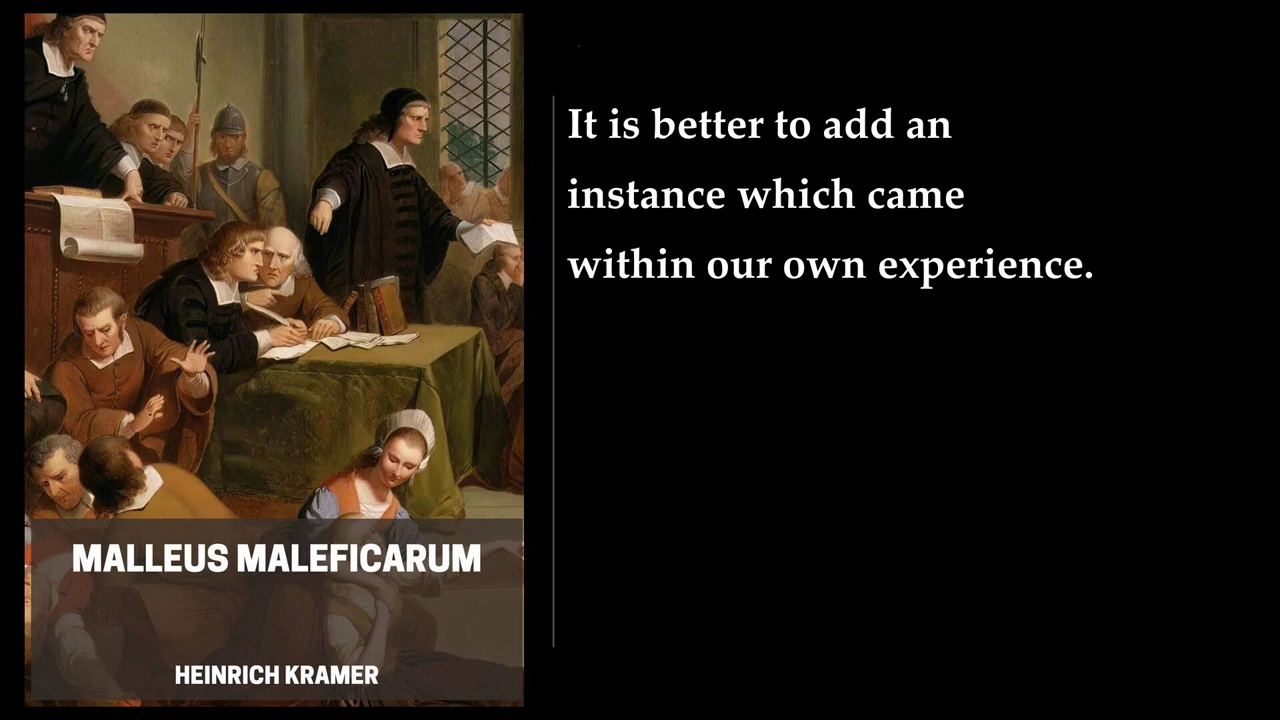 MALLEUS MALEFICARUM
HEINRICH KRAMER
It is better to add an
instance which came
within our own experience.